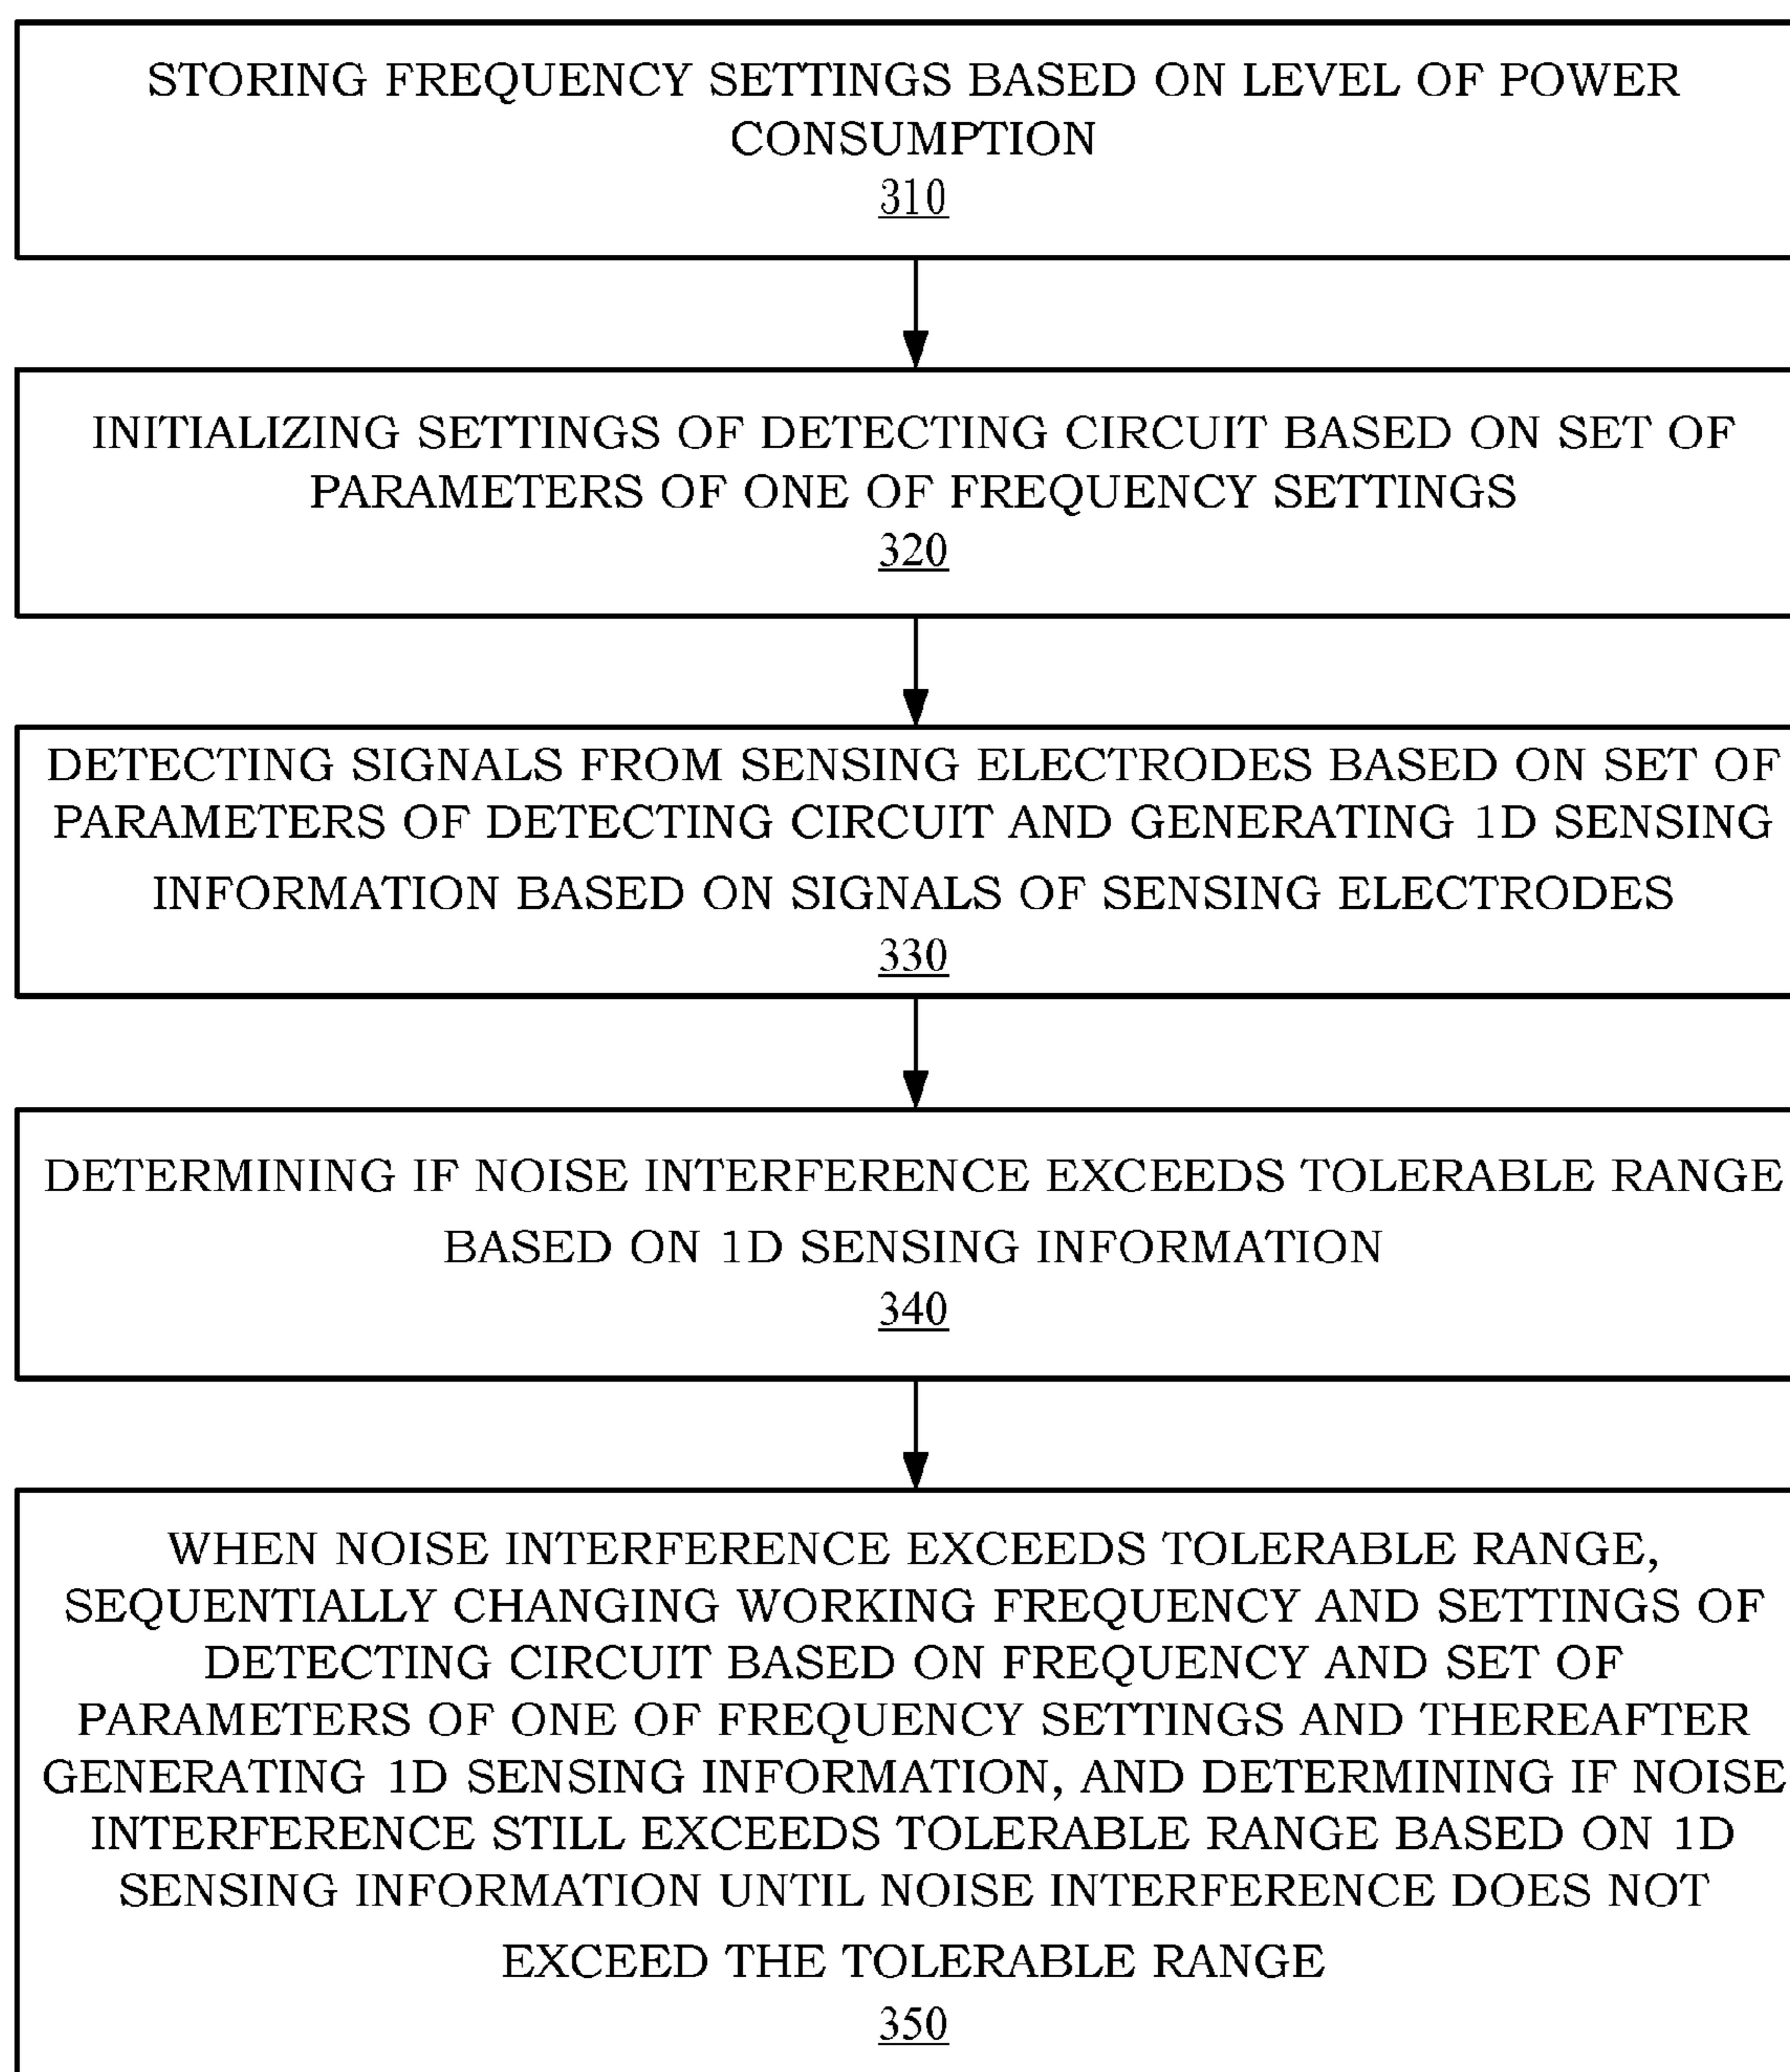 STORING FREQUENCY SETTINGS BASED ON LEVEL OF POWER
CONSUMPTION
310
INITIALIZING SETTINGS OF DETECTING CIRCUIT BASED ON SET OF
PARAMETERS OF ONE OF FREQUENCY SETTINGS
320
DETECTING SIGNALS FROM SENSING ELECTRODES BASED ON SET OF
PARAMETERS OF DETECTING CIRCUIT AND GENERATING 1D SENSING
INFORMATION BASED ON SIGNALS OF SENSING ELECTRODES
330
DETERMINING IF NOISE INTERFERENCE EXCEEDS TOLERABLE RANGE
BASED ON 1D SENSING INFORMATION
340
WHEN NOISE INTERFERENCE EXCEEDS TOLERABLE RANGE,
SEQUENTIALLY CHANGING WORKING FREQUENCY AND SETTINGS OF
DETECTING CIRCUIT BASED ON FREQUENCY AND SET OF
PARAMETERS OF ONE OF FREQUENCY SETTINGS AND THEREAFTER
GENERATING 1D SENSING INFORMATION, AND DETERMINING IF NOISE
INTERFERENCE STILL EXCEEDS TOLERABLE RANGE BASED ON 1D
SENSING INFORMATION UNTIL NOISE INTERFERENCE DOES NOT
EXCEED THE TOLERABLE RANGE
350